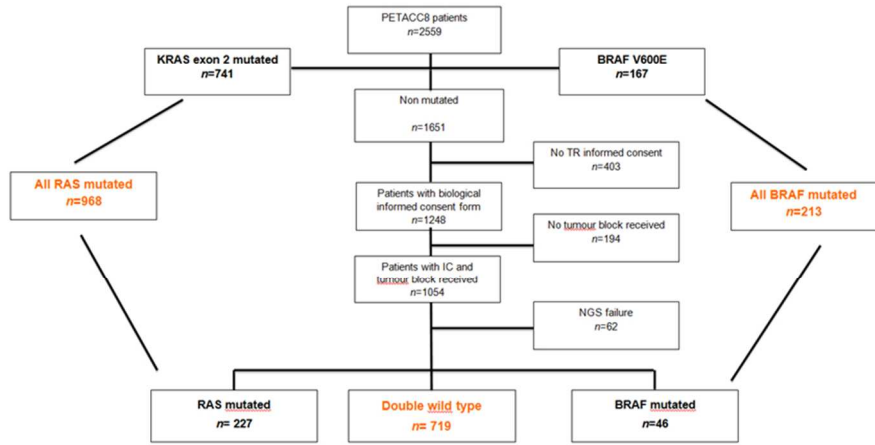 PETACC8 patients
n=2559
KRAS exon 2 mutated
n=741
BRAF V600E
n=167
Non mutated
n=1651
No TR informed consent
n=403
All RAS mutated
n=968
Patients with biological
informed consent form
n=1248
All BRAF mutated
n=213
No tumour block received
n=194
Patients with IC and
tumour block received
n=1054
NGS failure
n=62
RAS mutated
n= 227
Double wild type
n= 719
BRAF mutated
n=46